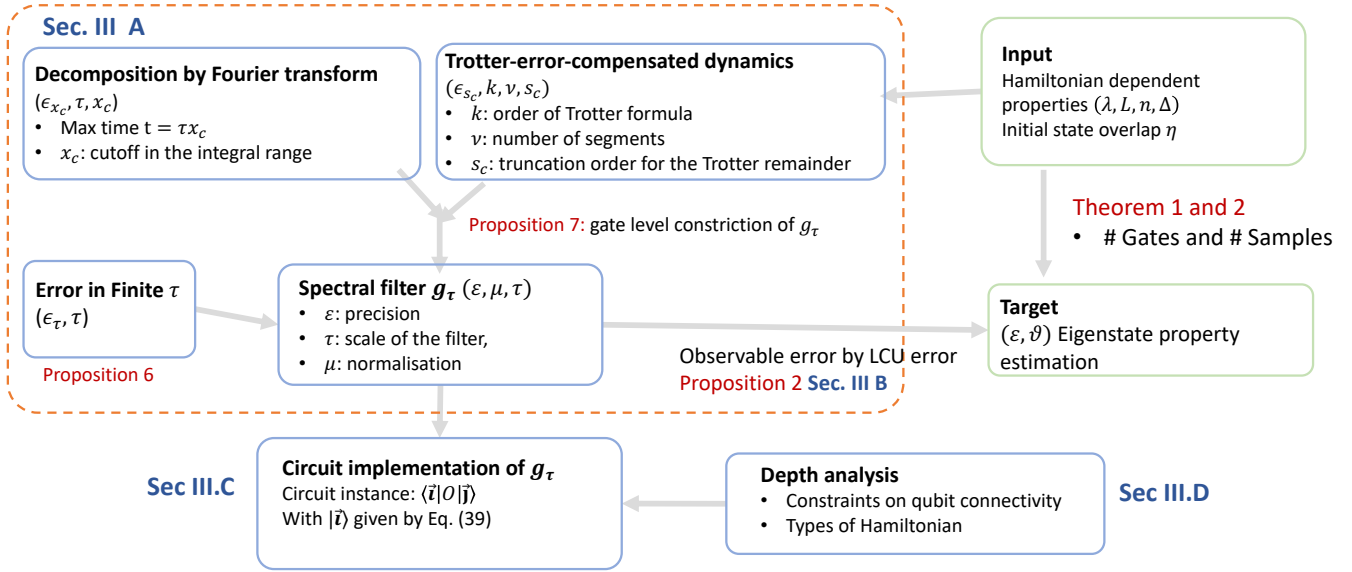 Sec. III A
Decomposition by Fourier transform
(ϵ_{x_c}, τ, x_c)
• Max time t = τx_c
• x_c: cutoff in the integral range
Trotter-error-compensated dynamics
(ϵ_{s_c}, k, ν, s_c)
• k: order of Trotter formula
• ν: number of segments
• s_c: truncation order for the Trotter remainder
Input
Hamiltonian dependent
properties (λ, L, n, Δ)
Initial state overlap η
Proposition 7: gate level constriction of g_τ
Theorem 1 and 2
• # Gates and # Samples
Error in Finite τ
(ϵ_τ, τ)
Proposition 6
Spectral filter g_τ (ε, μ, τ)
• ε: precision
• τ: scale of the filter,
• μ: normalisation
Observable error by LCU error
Proposition 2 Sec. III B
Target
(ε, ϑ) Eigenstate property
estimation
Sec III.C
Circuit implementation of g_τ
Circuit instance: ⟨i⃗|O|j⃗⟩
With |i⃗⟩ given by Eq. (39)
Depth analysis
• Constraints on qubit connectivity
• Types of Hamiltonian
Sec III.D